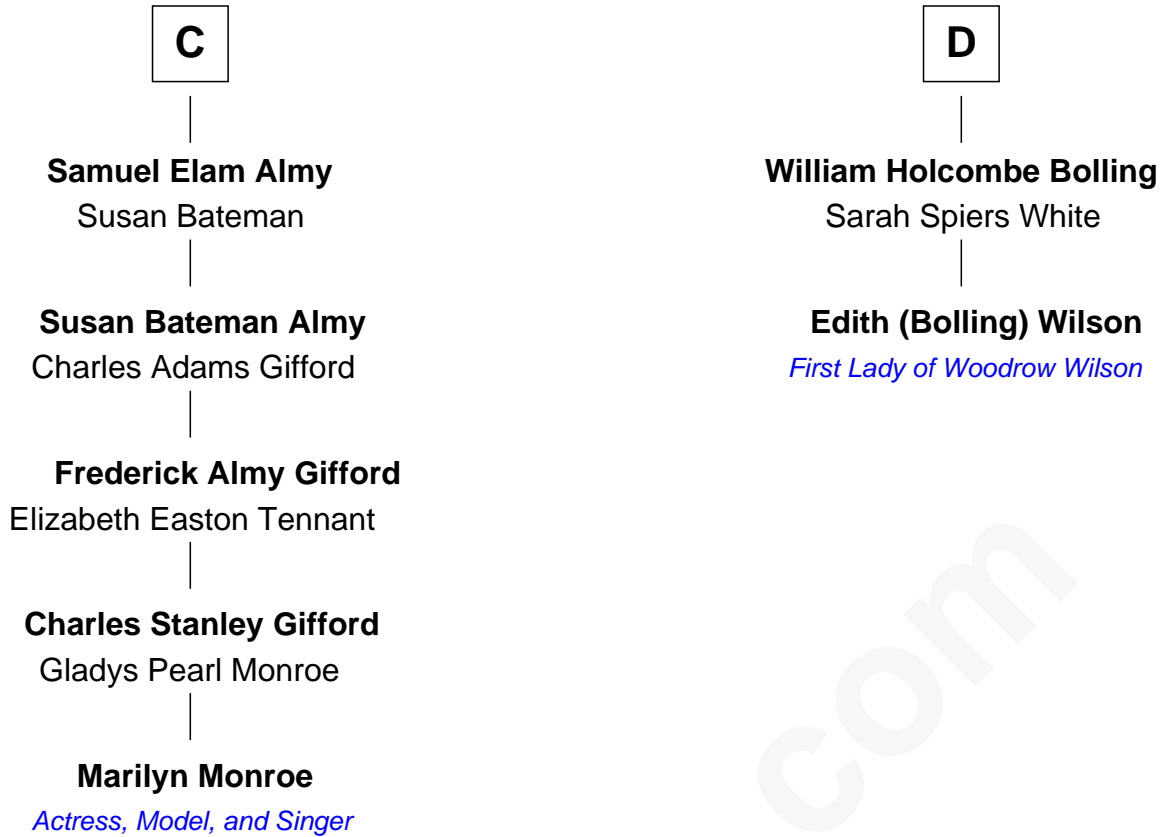 C
Samuel Elam Almy
Susan Bateman
Susan Bateman Almy
Charles Adams Gifford
Frederick Almy Gifford
Elizabeth Easton Tennant
Charles Stanley Gifford
Gladys Pearl Monroe
Marilyn Monroe
Actress, Model, and Singer
D
William Holcombe Bolling
Sarah Spiers White
Edith (Bolling) Wilson
First Lady of Woodrow Wilson
com